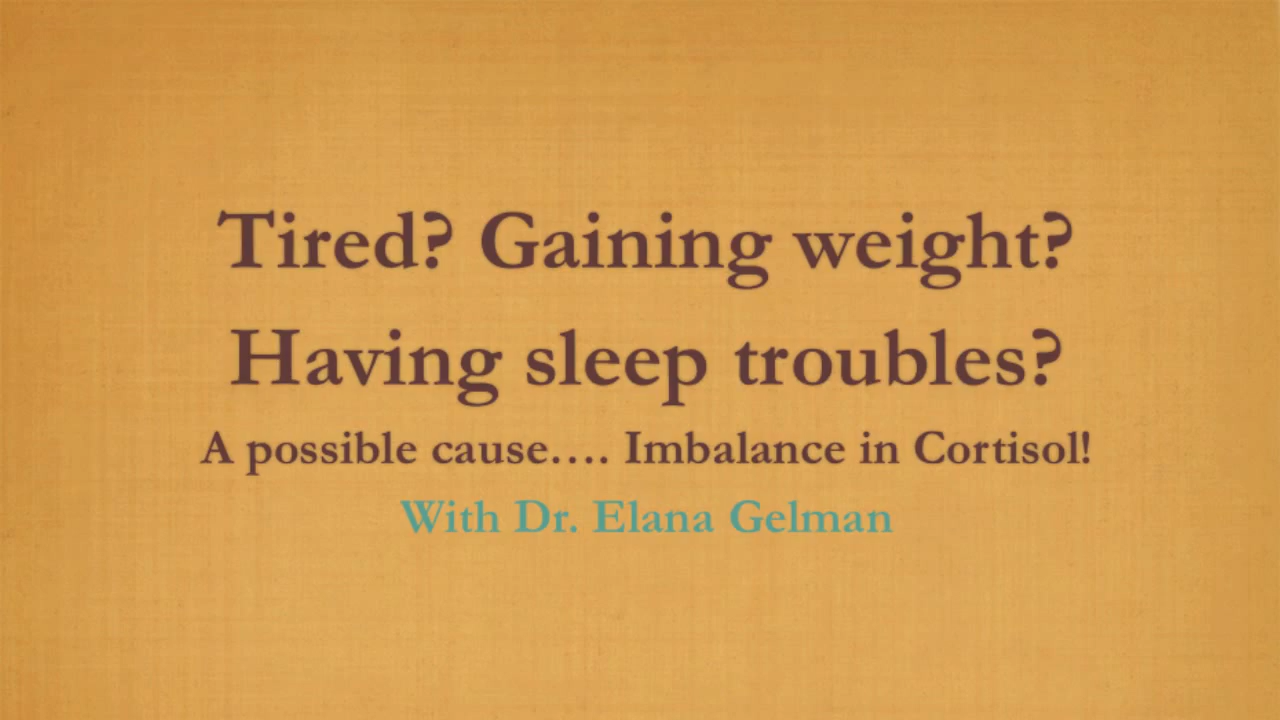 Tired? Gaining weight?
Having sleep troubles?
A possible cause…. Imbalance in Cortisol!
With Dr. Elana Gelman